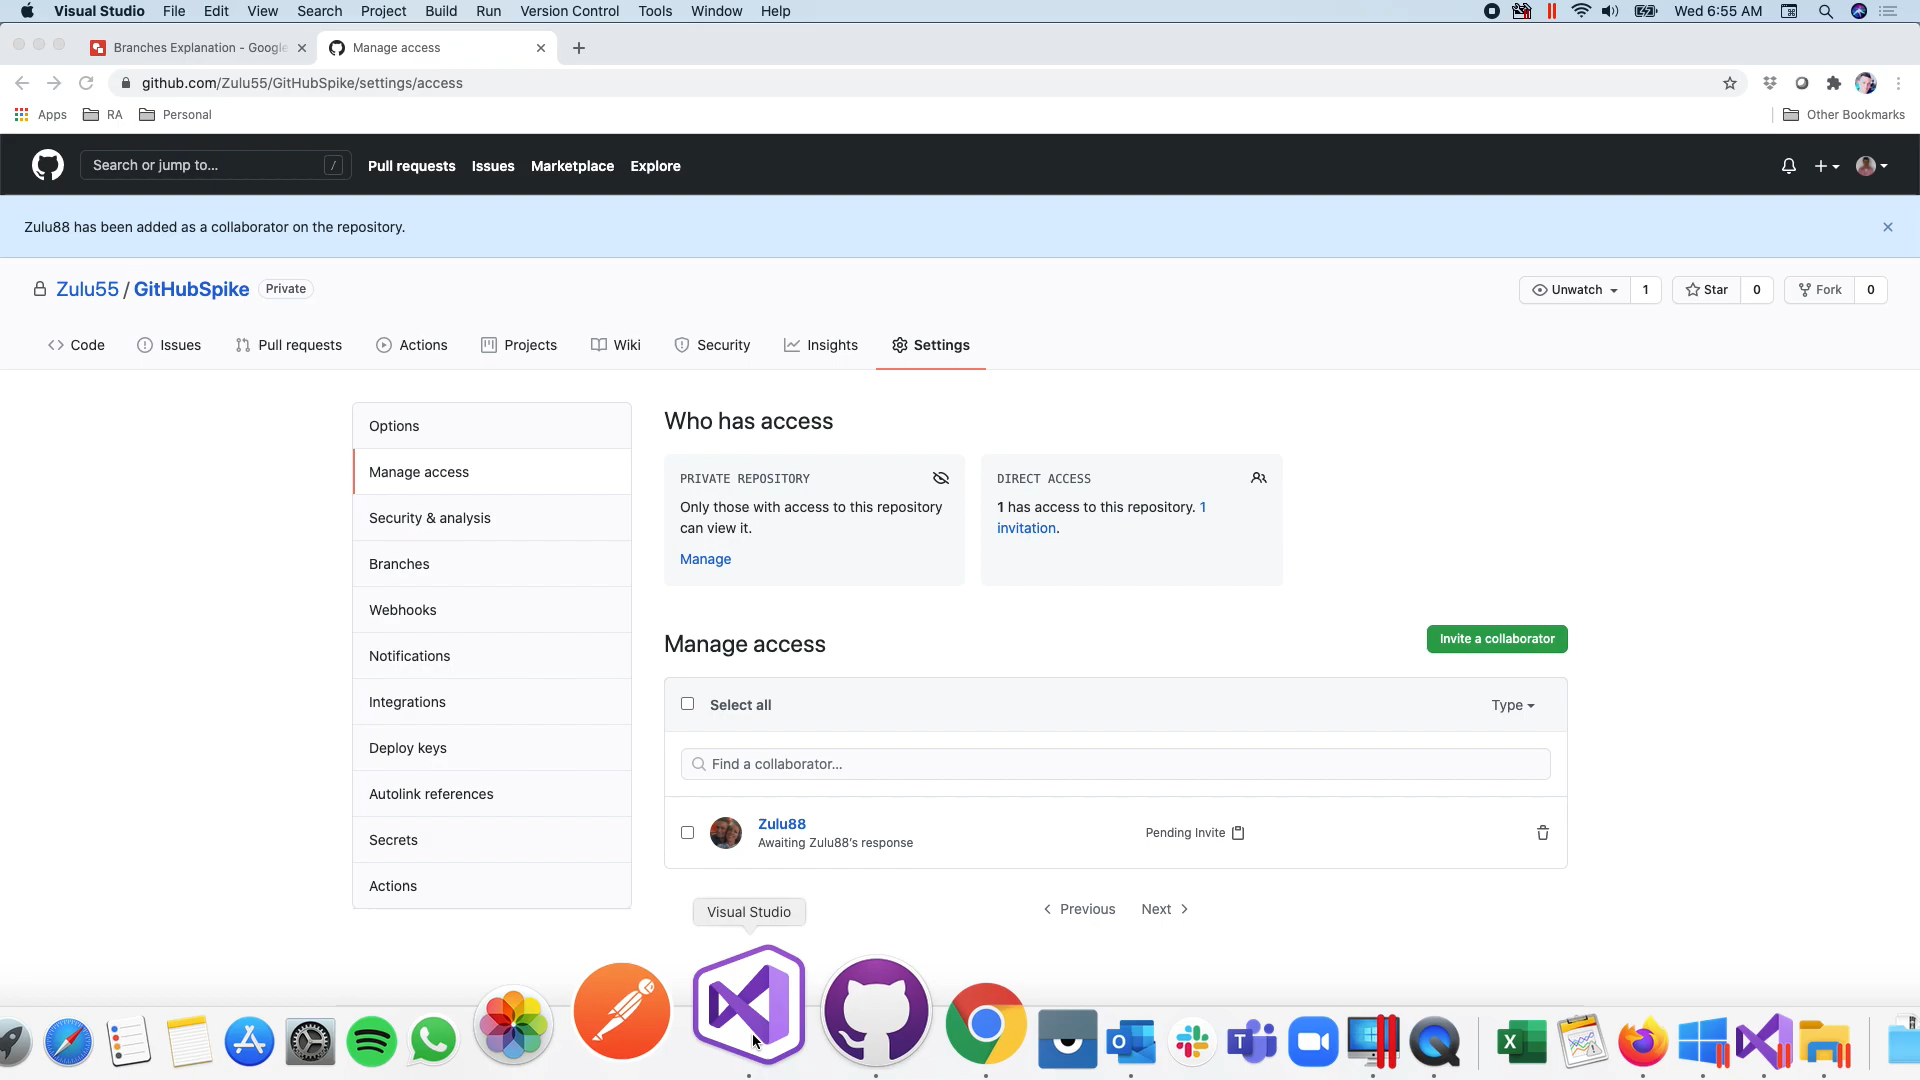 Visual Studio File Edit View Search Project Build Run Version Control Tools Window Help Wed 6:55 AM
Branches Explanation - Google
Manage access
github.com/Zulu55/GitHubSpike/settings/access
Apps RA Personal Other Bookmarks
Search or jump to... / Pull requests Issues Marketplace Explore
Zulu88 has been added as a collaborator on the repository.
Zulu55 / GitHubSpike Private Unwatch 1 Star 0 Fork 0
Code Issues Pull requests Actions Projects Wiki Security Insights Settings
Options
Manage access
Security & analysis
Branches
Webhooks
Notifications
Integrations
Deploy keys
Autolink references
Secrets
Actions
Who has access
PRIVATE REPOSITORY
Only those with access to this repository
can view it.
Manage
DIRECT ACCESS
1 has access to this repository. 1
invitation.
Manage access
Invite a collaborator
Select all Type
Find a collaborator...
Zulu88
Awaiting Zulu88's response
Pending Invite
Previous Next
Visual Studio